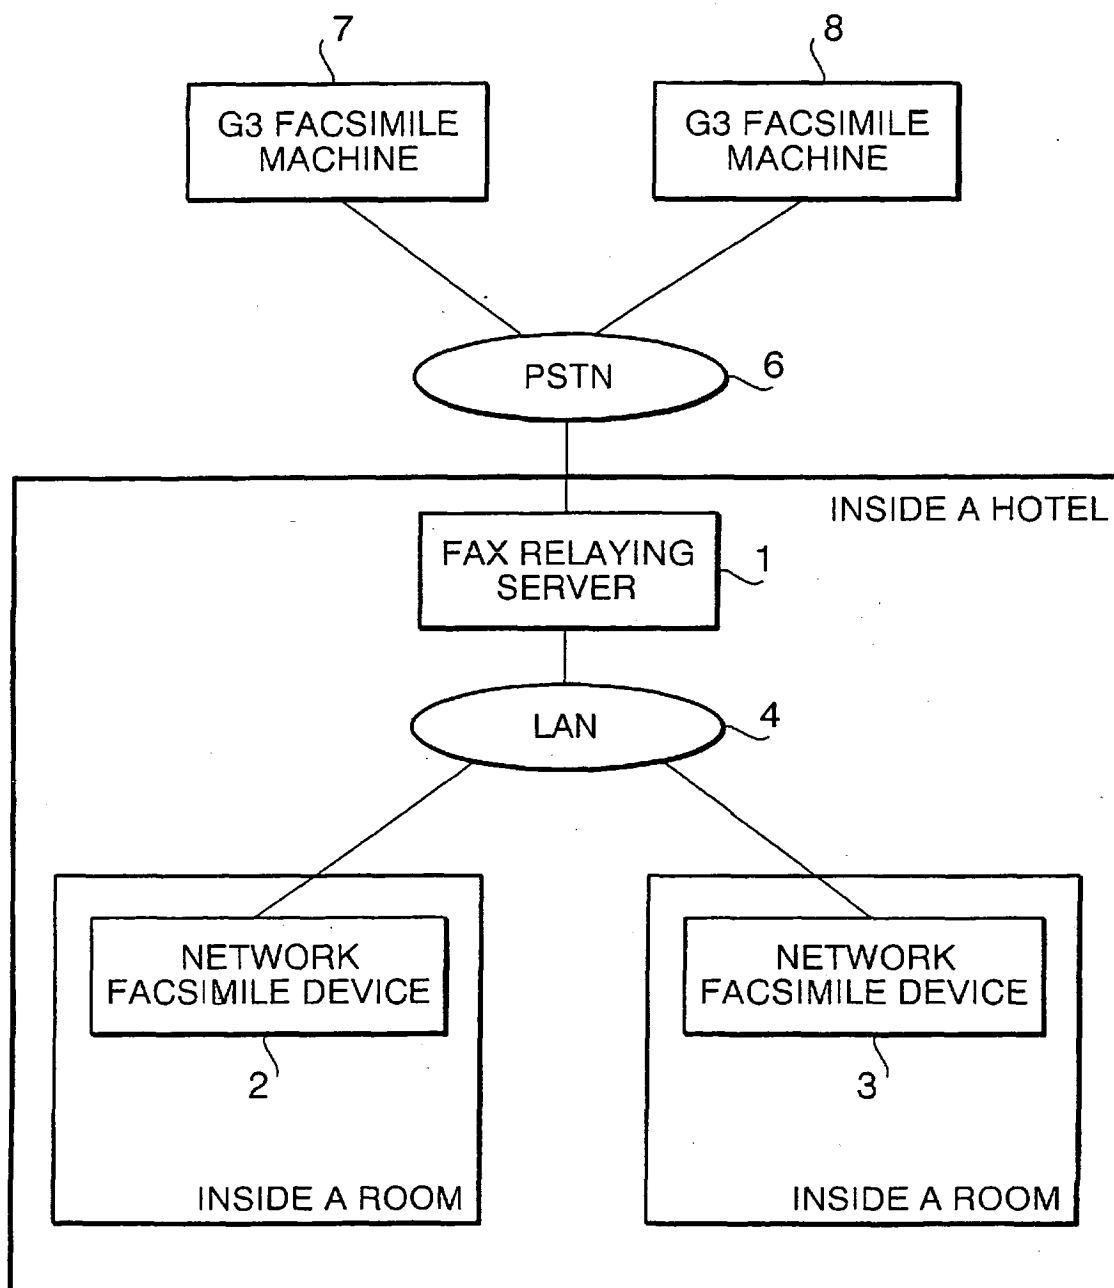 7
8
G3 FACSIMILE
MACHINE
G3 FACSIMILE
MACHINE
PSTN
6
INSIDE A HOTEL
FAX RELAYING
SERVER
1
LAN
4
NETWORK
FACSIMILE DEVICE
NETWORK
FACSIMILE DEVICE
2
3
INSIDE A ROOM
INSIDE A ROOM